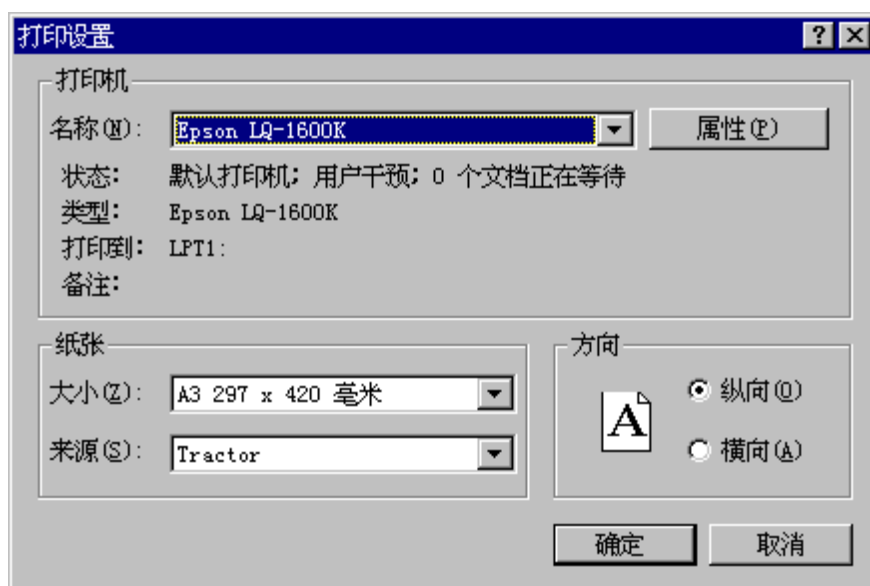 打印设置
打印机
名称(N): Epson LQ-1600K 属性(P)
状态: 默认打印机; 用户干预; 0 个文档正在等待
类型: Epson LQ-1600K
打印到: LPT1:
备注:
纸张
大小(Z): A3 297 x 420 毫米
来源(S): Tractor
方向
A
纵向(O)
横向(A)
确定 取消